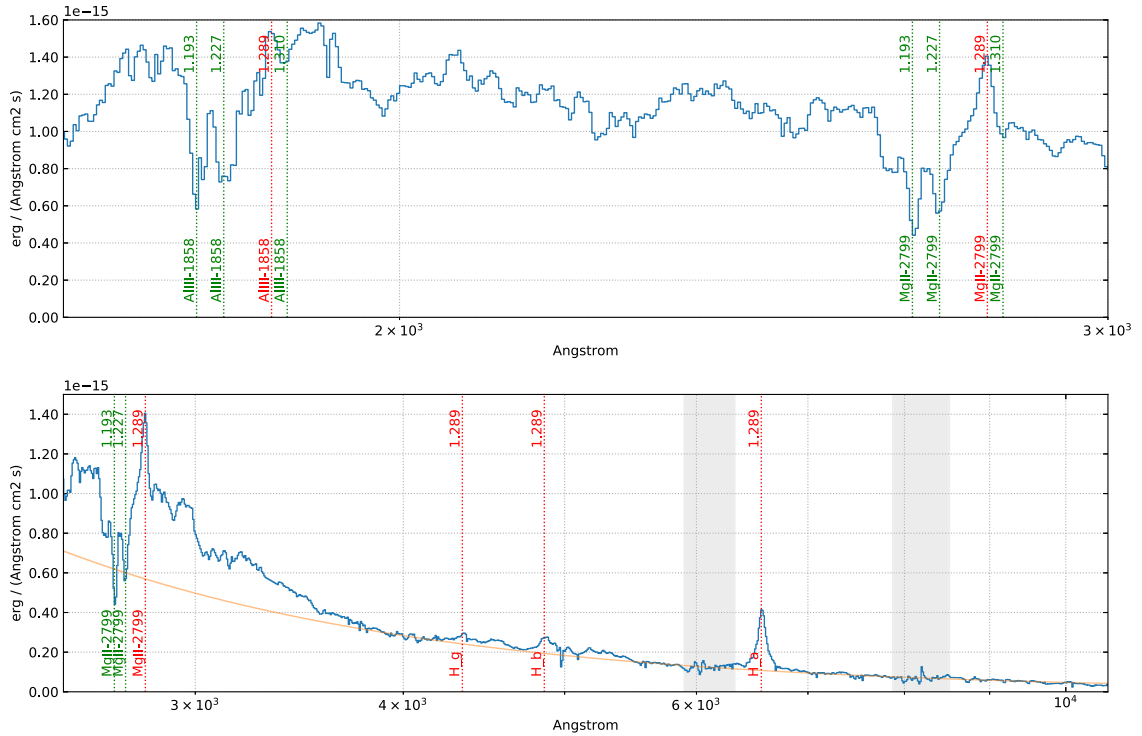 1e−15
1.60
1.40
1.20
1.00
0.80
0.60
0.40
0.20
0.00
erg / (Angstrom cm2 s)
1.193
1.227
1.289
1.310
1.193
1.227
1.289
1.310
AlIII-1858
AlIII-1858
AlIII-1858
AlIII-1858
MgII-2799
MgII-2799
MgII-2799
MgII-2799
2 × 10³
3 × 10³
Angstrom
1e−15
1.40
1.20
1.00
0.80
0.60
0.40
0.20
0.00
erg / (Angstrom cm2 s)
1.193
1.227
1.289
1.289
1.289
1.289
MgII-2799
MgII-2799
MgII-2799
H_g
H_b
H_a
3 × 10³
4 × 10³
6 × 10³
10⁴
Angstrom